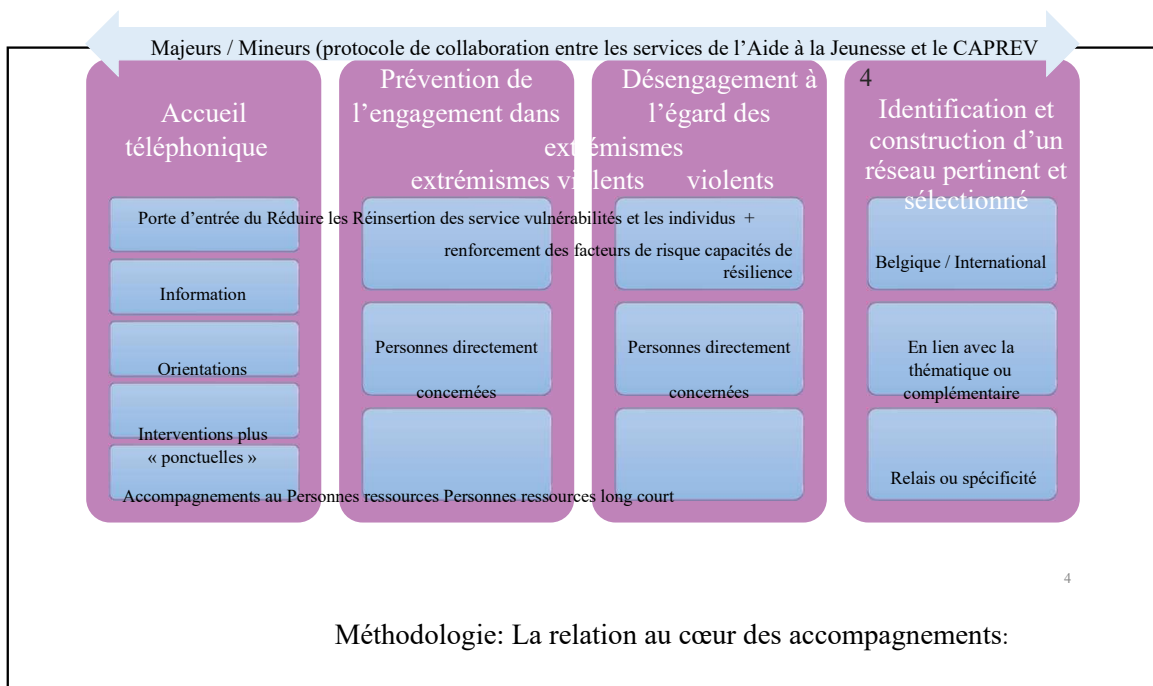 Majeurs / Mineurs (protocole de collaboration entre les services de l’Aide à la Jeunesse et le CAPREV
Accueil
téléphonique
Porte d’entrée du Réduire les Réinsertion des service vulnérabilités et les individus +
renforcement des facteurs de risque capacités de
résilience
Information
Orientations
Interventions plus
« ponctuelles »
Accompagnements au Personnes ressources Personnes ressources long court
Prévention de
l’engagement dans
extrémismes
extrémismes violents violents
Personnes directement
concernées
Désengagement à
l’égard des
Personnes directement
concernées
4
Identification et
construction d’un
réseau pertinent et
sélectionné
Belgique / International
En lien avec la
thématique ou
complémentaire
Relais ou spécificité
4
Méthodologie: La relation au cœur des accompagnements: